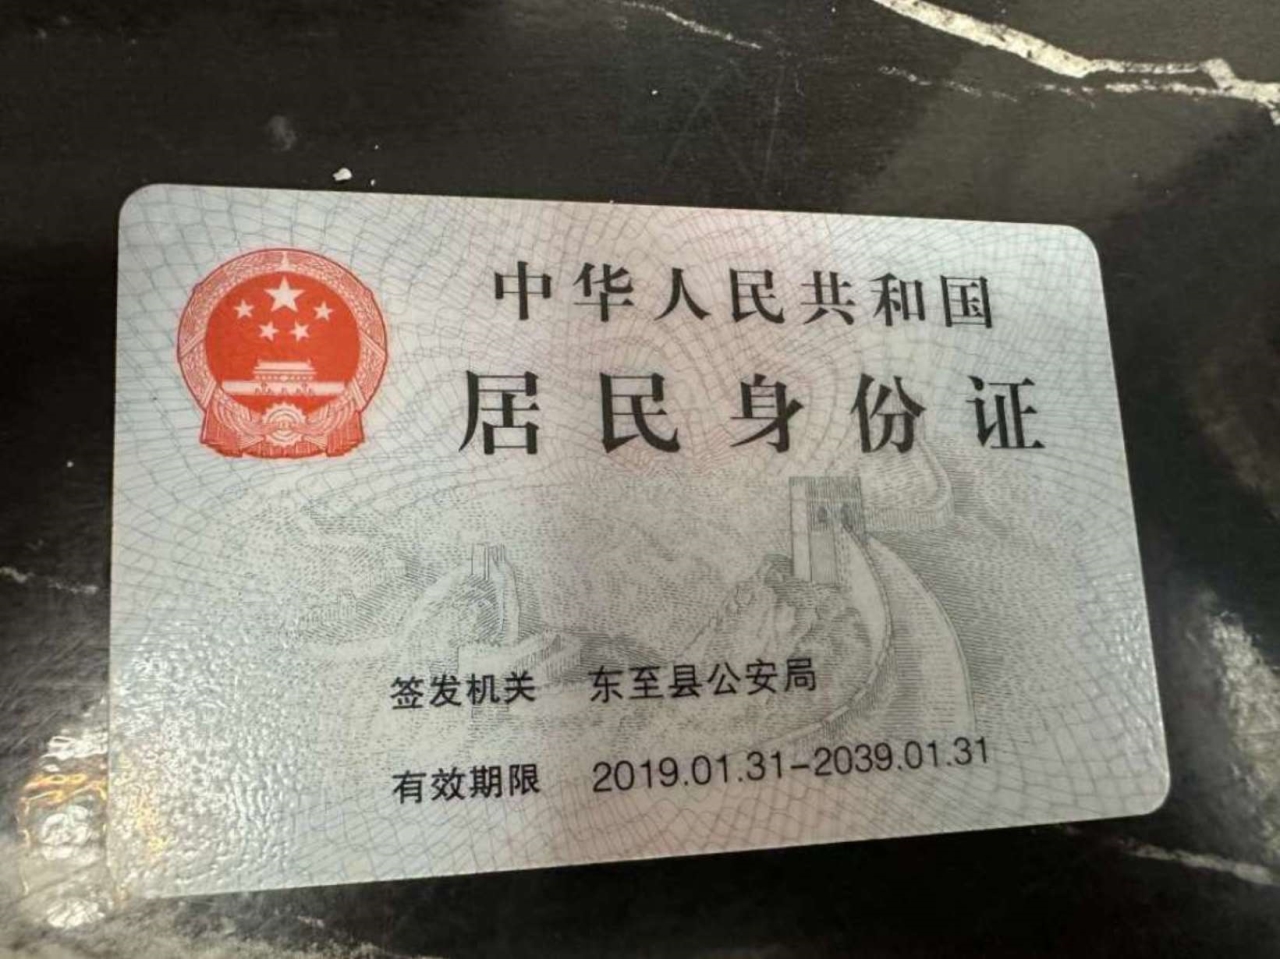 中华人民共和国
居民身份证
签发机关 东至县公安局
有效期限 2019.01.31-2039.01.31